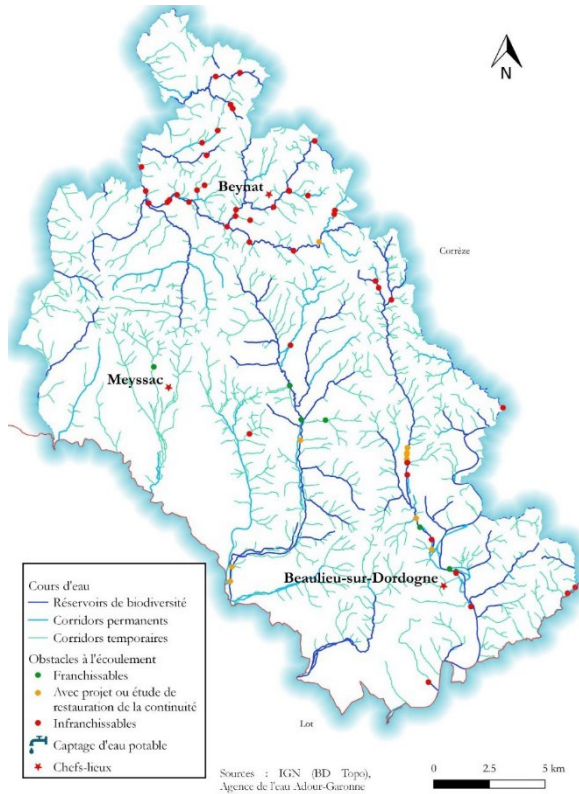 N
Beynat
Corrèze
Meyssac
Beaulieu-sur-Dordogne
Lot
Cours d'eau
Réservoirs de biodiversité
Corridors permanents
Corridors temporaires
Obstacles à l'écoulement
Franchissables
Avec projet ou étude de
restauration de la continuité
Infranchissables
Captage d'eau potable
Chefs-lieux
Sources : IGN (BD Topo),
Agence de l'eau Adour-Garonne
0 2.5 5 km